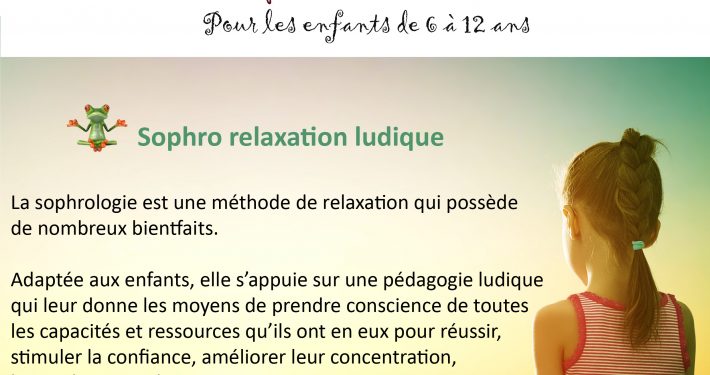 Pour les enfants de 6 à 12 ans
Sophro relaxation ludique
La sophrologie est une méthode de relaxation qui possède
de nombreux bientfaits.
Adaptée aux enfants, elle s'appuie sur une pédagogie ludique
qui leur donne les moyens de prendre conscience de toutes
les capacités et ressources qu'ils ont en eux pour réussir,
stimuler la confiance, améliorer leur concentration,